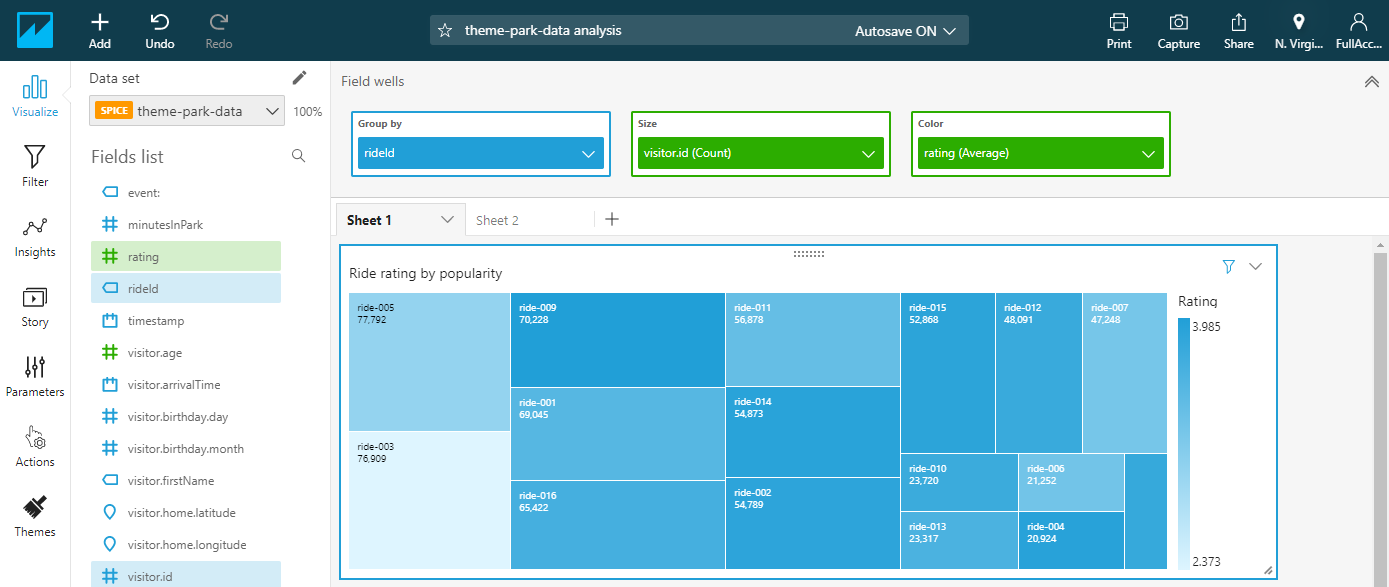 Add
Undo
Redo
theme-park-data analysis
Autosave ON
Print
Capture
Share
N. Virgi...
FullAcc...
Visualize
Filter
Insights
Story
Parameters
Actions
Themes
Data set
SPICE theme-park-data
100%
Fields list
event:
minutesInPark
rating
rideId
timestamp
visitor.age
visitor.arrivalTime
visitor.birthday.day
visitor.birthday.month
visitor.firstName
visitor.home.latitude
visitor.home.longitude
visitor.id
Field wells
Group by
rideId
Size
visitor.id (Count)
Color
rating (Average)
Sheet 1
Sheet 2
Ride rating by popularity
ride-005
77,792
ride-003
76,909
ride-009
70,228
ride-001
69,045
ride-016
65,422
ride-011
56,878
ride-014
54,873
ride-002
54,789
ride-015
52,868
ride-012
48,091
ride-007
47,248
ride-010
23,720
ride-013
23,317
ride-006
21,252
ride-004
20,924
Rating
3.985
2.373